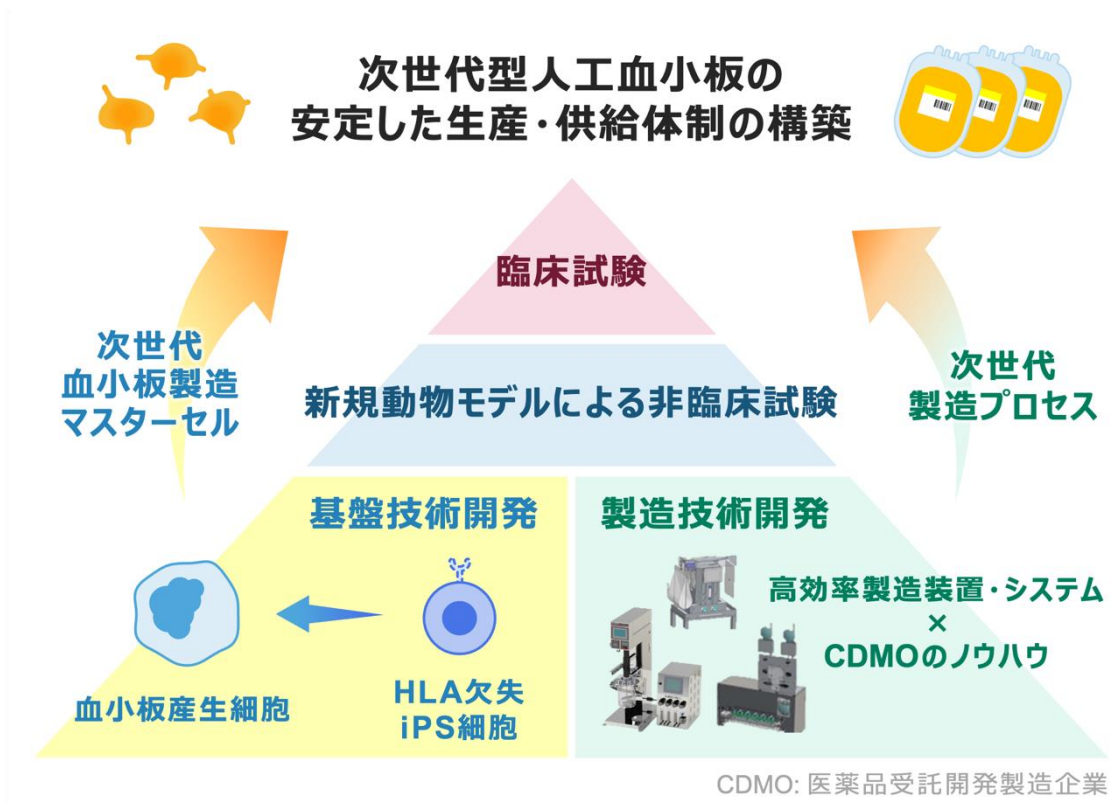 次世代型人工血小板の
安定した生産・供給体制の構築
臨床試験
次世代
血小板製造
マスターセル
新規動物モデルによる非臨床試験
次世代
製造プロセス
基盤技術開発
製造技術開発
高効率製造装置・システム
×
CDMOのノウハウ
血小板産生細胞
HLA欠失
iPS細胞
CDMO: 医薬品受託開発製造企業